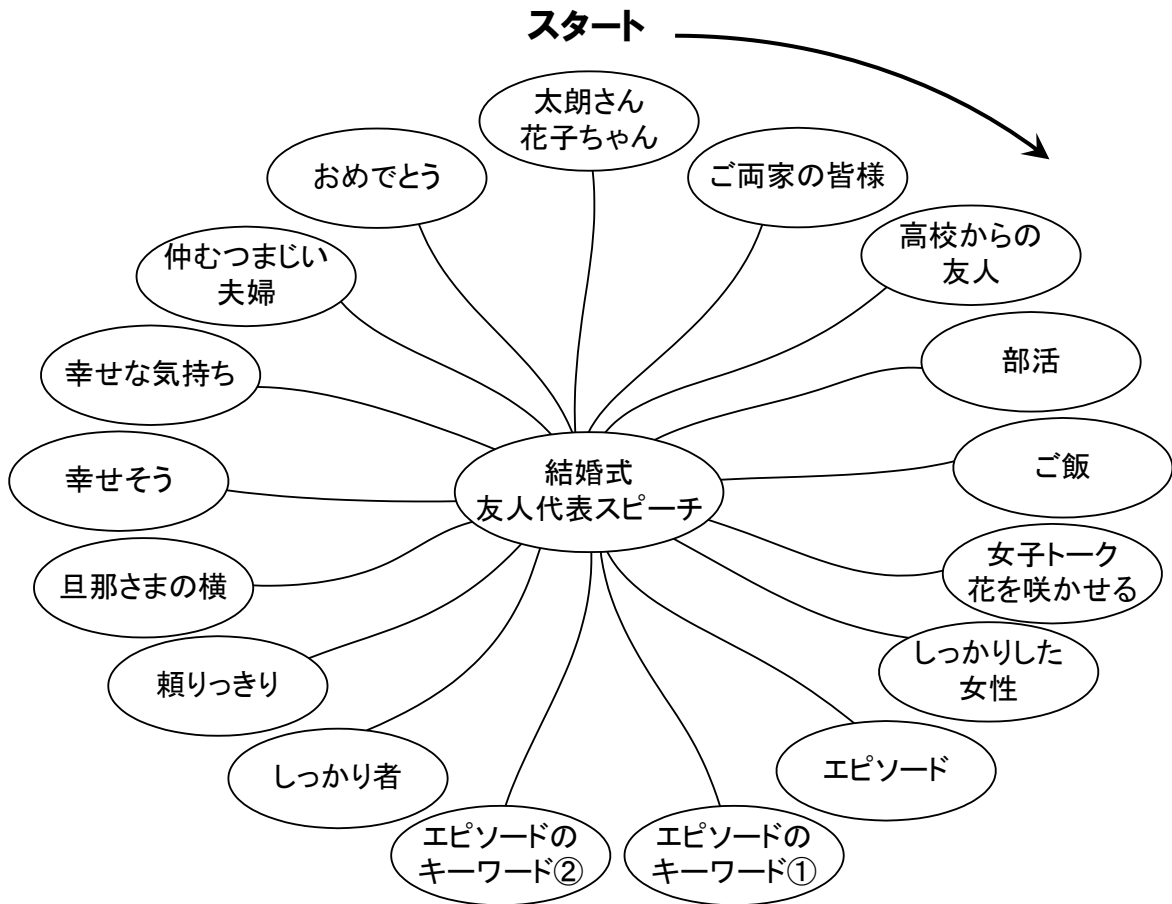 スタート
太朗さん
花子ちゃん
ご両家の皆様
高校からの
友人
部活
ご飯
女子トーク
花を咲かせる
しっかりした
女性
エピソード
エピソードの
キーワード①
エピソードの
キーワード②
しっかり者
頼りっきり
旦那さまの横
幸せそう
幸せな気持ち
仲むつまじい
夫婦
おめでとう
結婚式
友人代表スピーチ